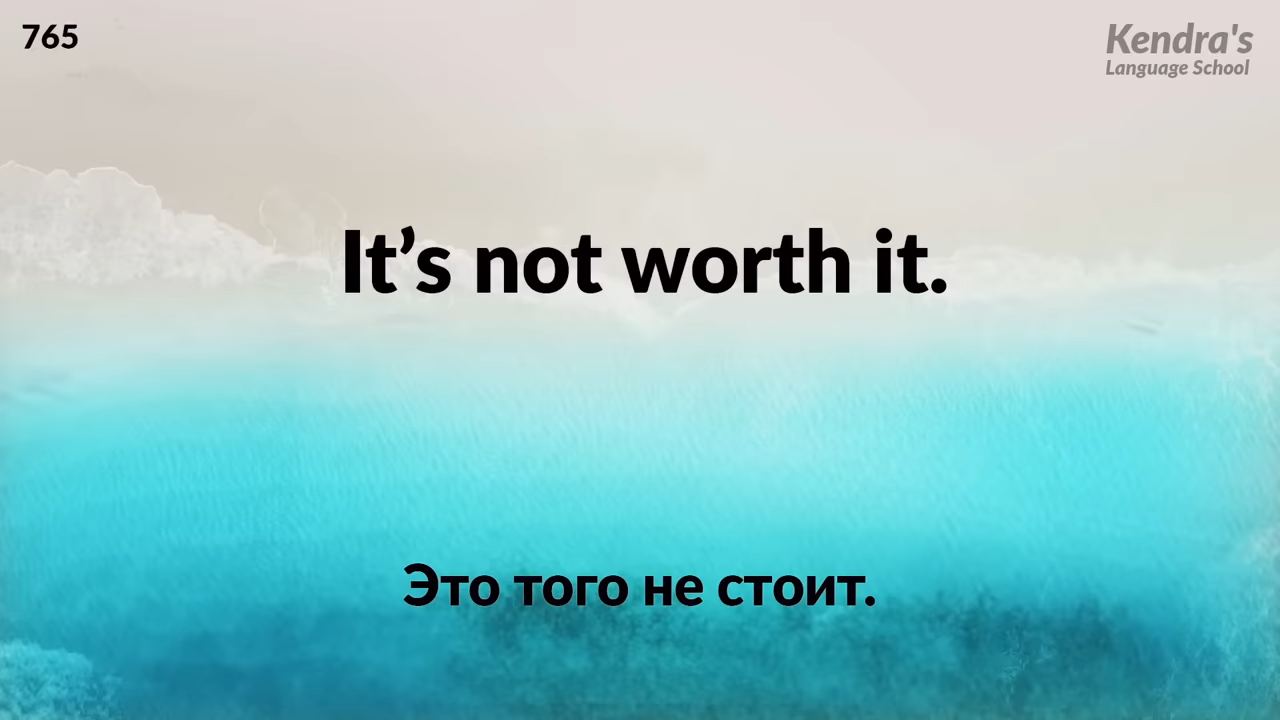 765
Kendra's
Language School
It’s not worth it.
Это того не стоит.